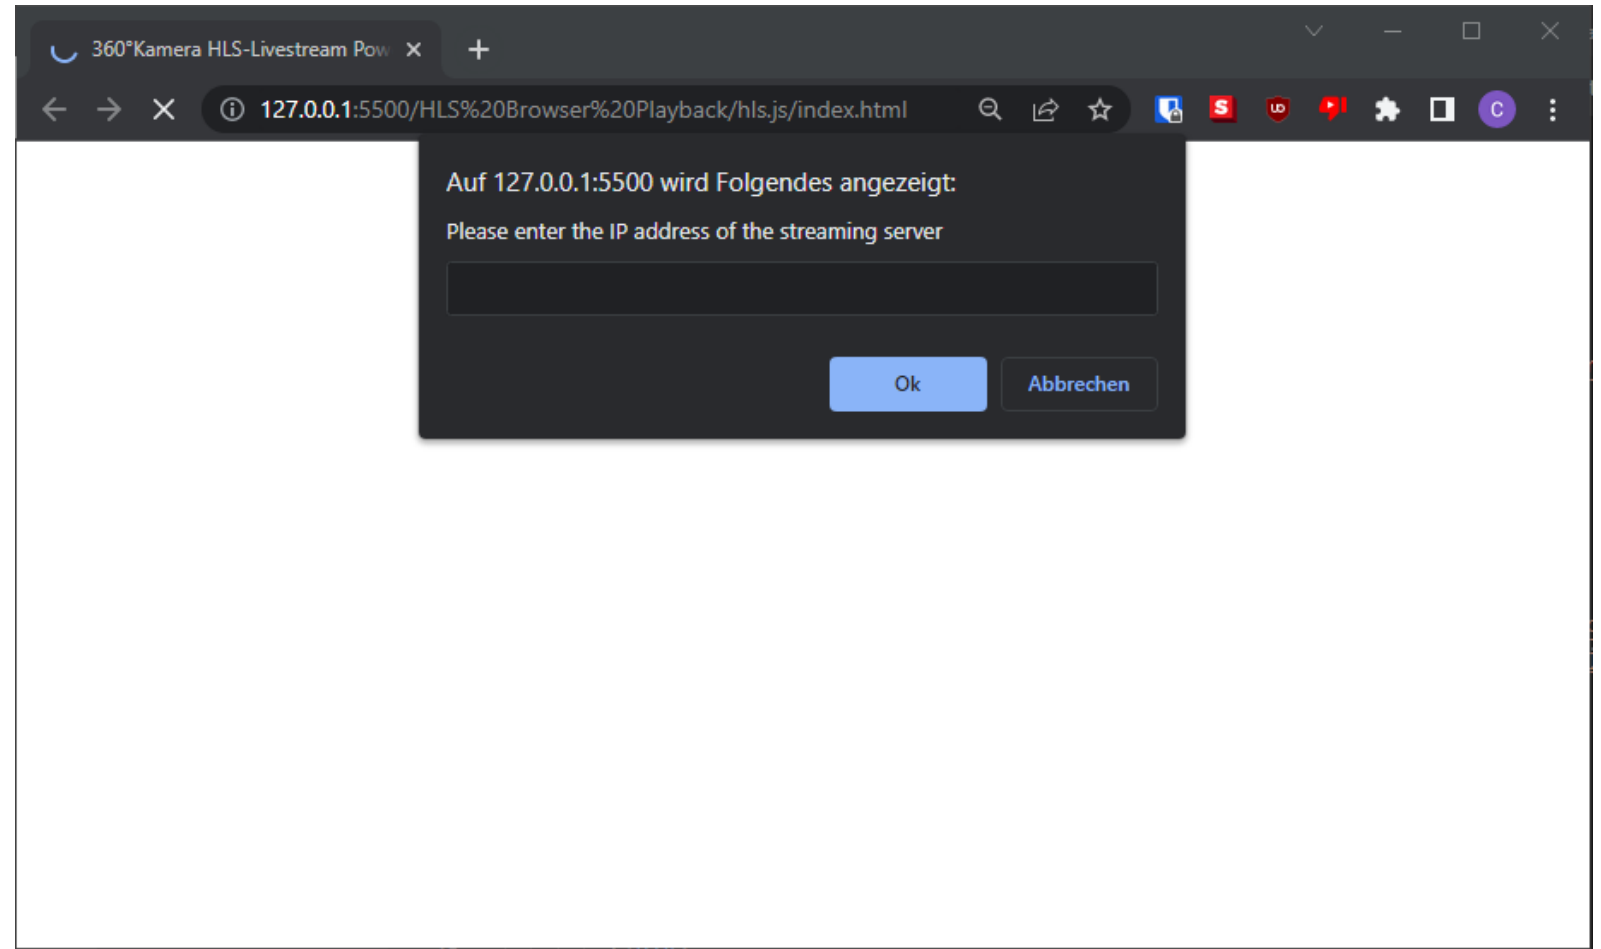 360°Kamera HLS-Livestream Pow
127.0.0.1:5500/HLS%20Browser%20Playback/hls.js/index.html
S
C
Auf 127.0.0.1:5500 wird Folgendes angezeigt:
Please enter the IP address of the streaming server
Ok
Abbrechen